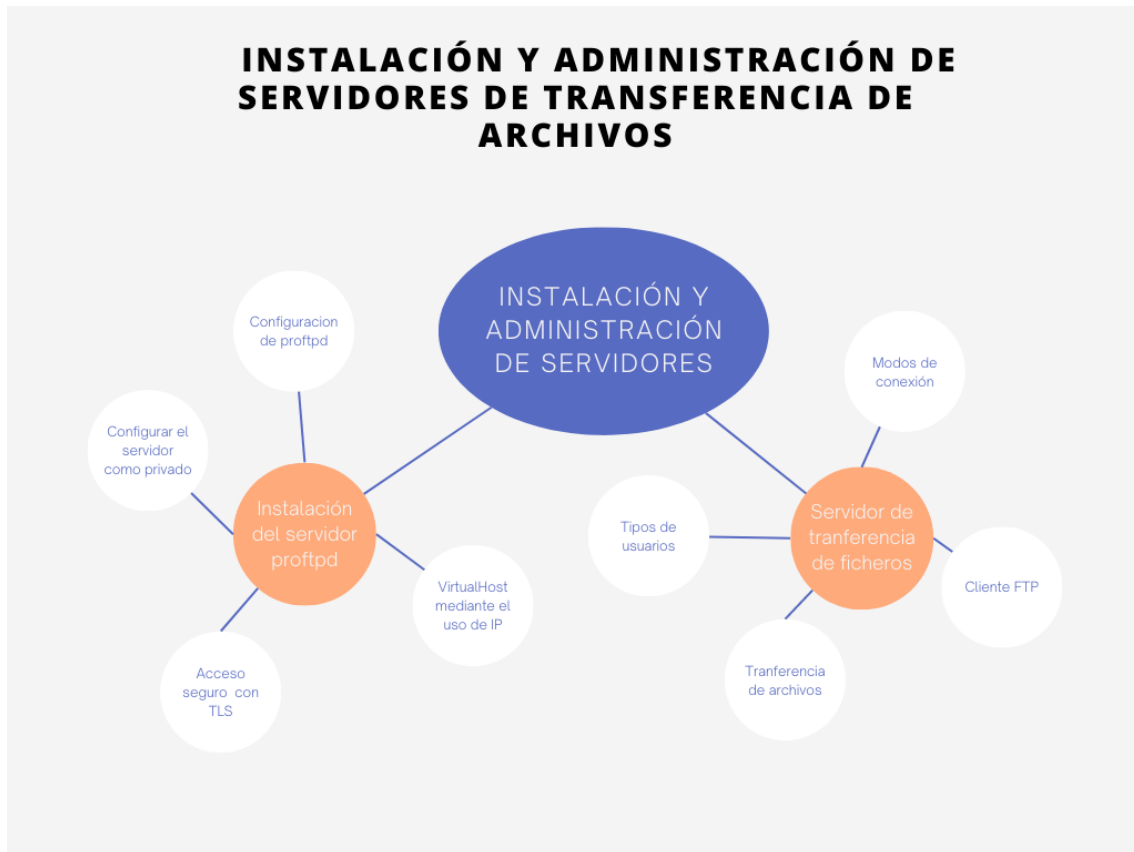 INSTALACIÓN Y ADMINISTRACIÓN DE
SERVIDORES DE TRANSFERENCIA DE
ARCHIVOS
INSTALACIÓN Y
ADMINISTRACIÓN
DE SERVIDORES
Configuracion
de proftpd
Configurar el
servidor
como privado
Instalación
del servidor
proftpd
VirtualHost
mediante el
uso de IP
Acceso
seguro con
TLS
Modos de
conexión
Tipos de
usuarios
Servidor de
tranferencia
de ficheros
Cliente FTP
Tranferencia
de archivos